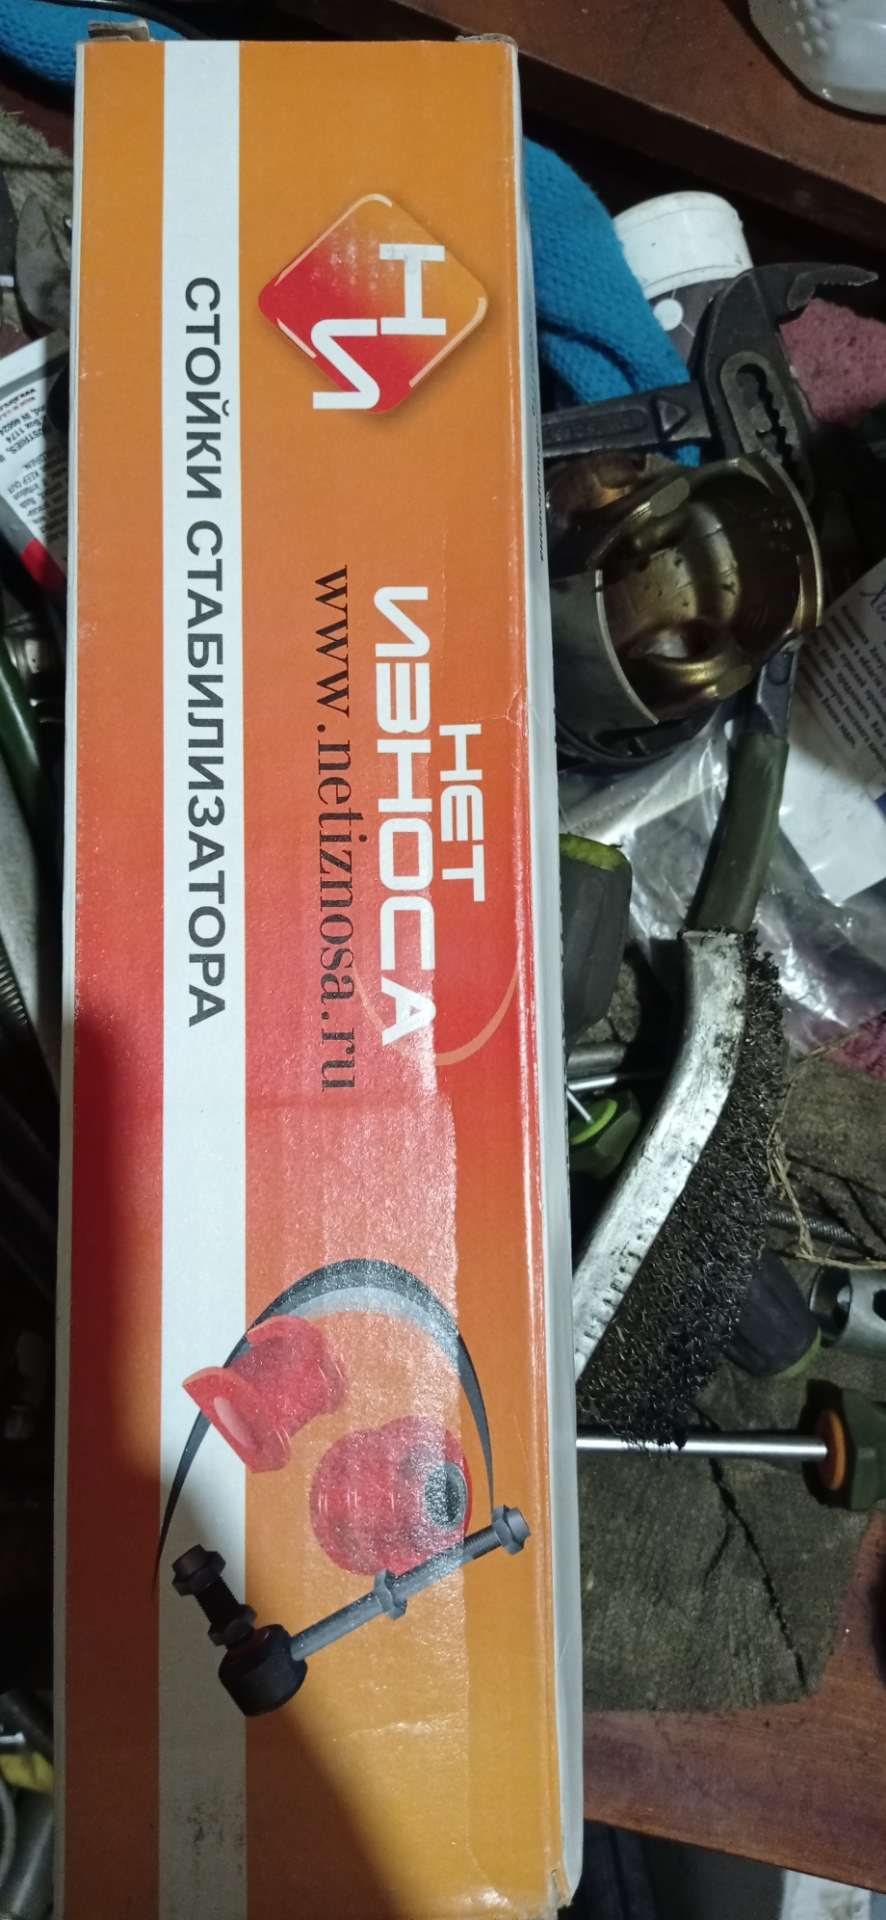 НИ
НЕТ
ИЗНОСА
www.netiznosa.ru
СТОЙКИ СТАБИЛИЗАТОРА